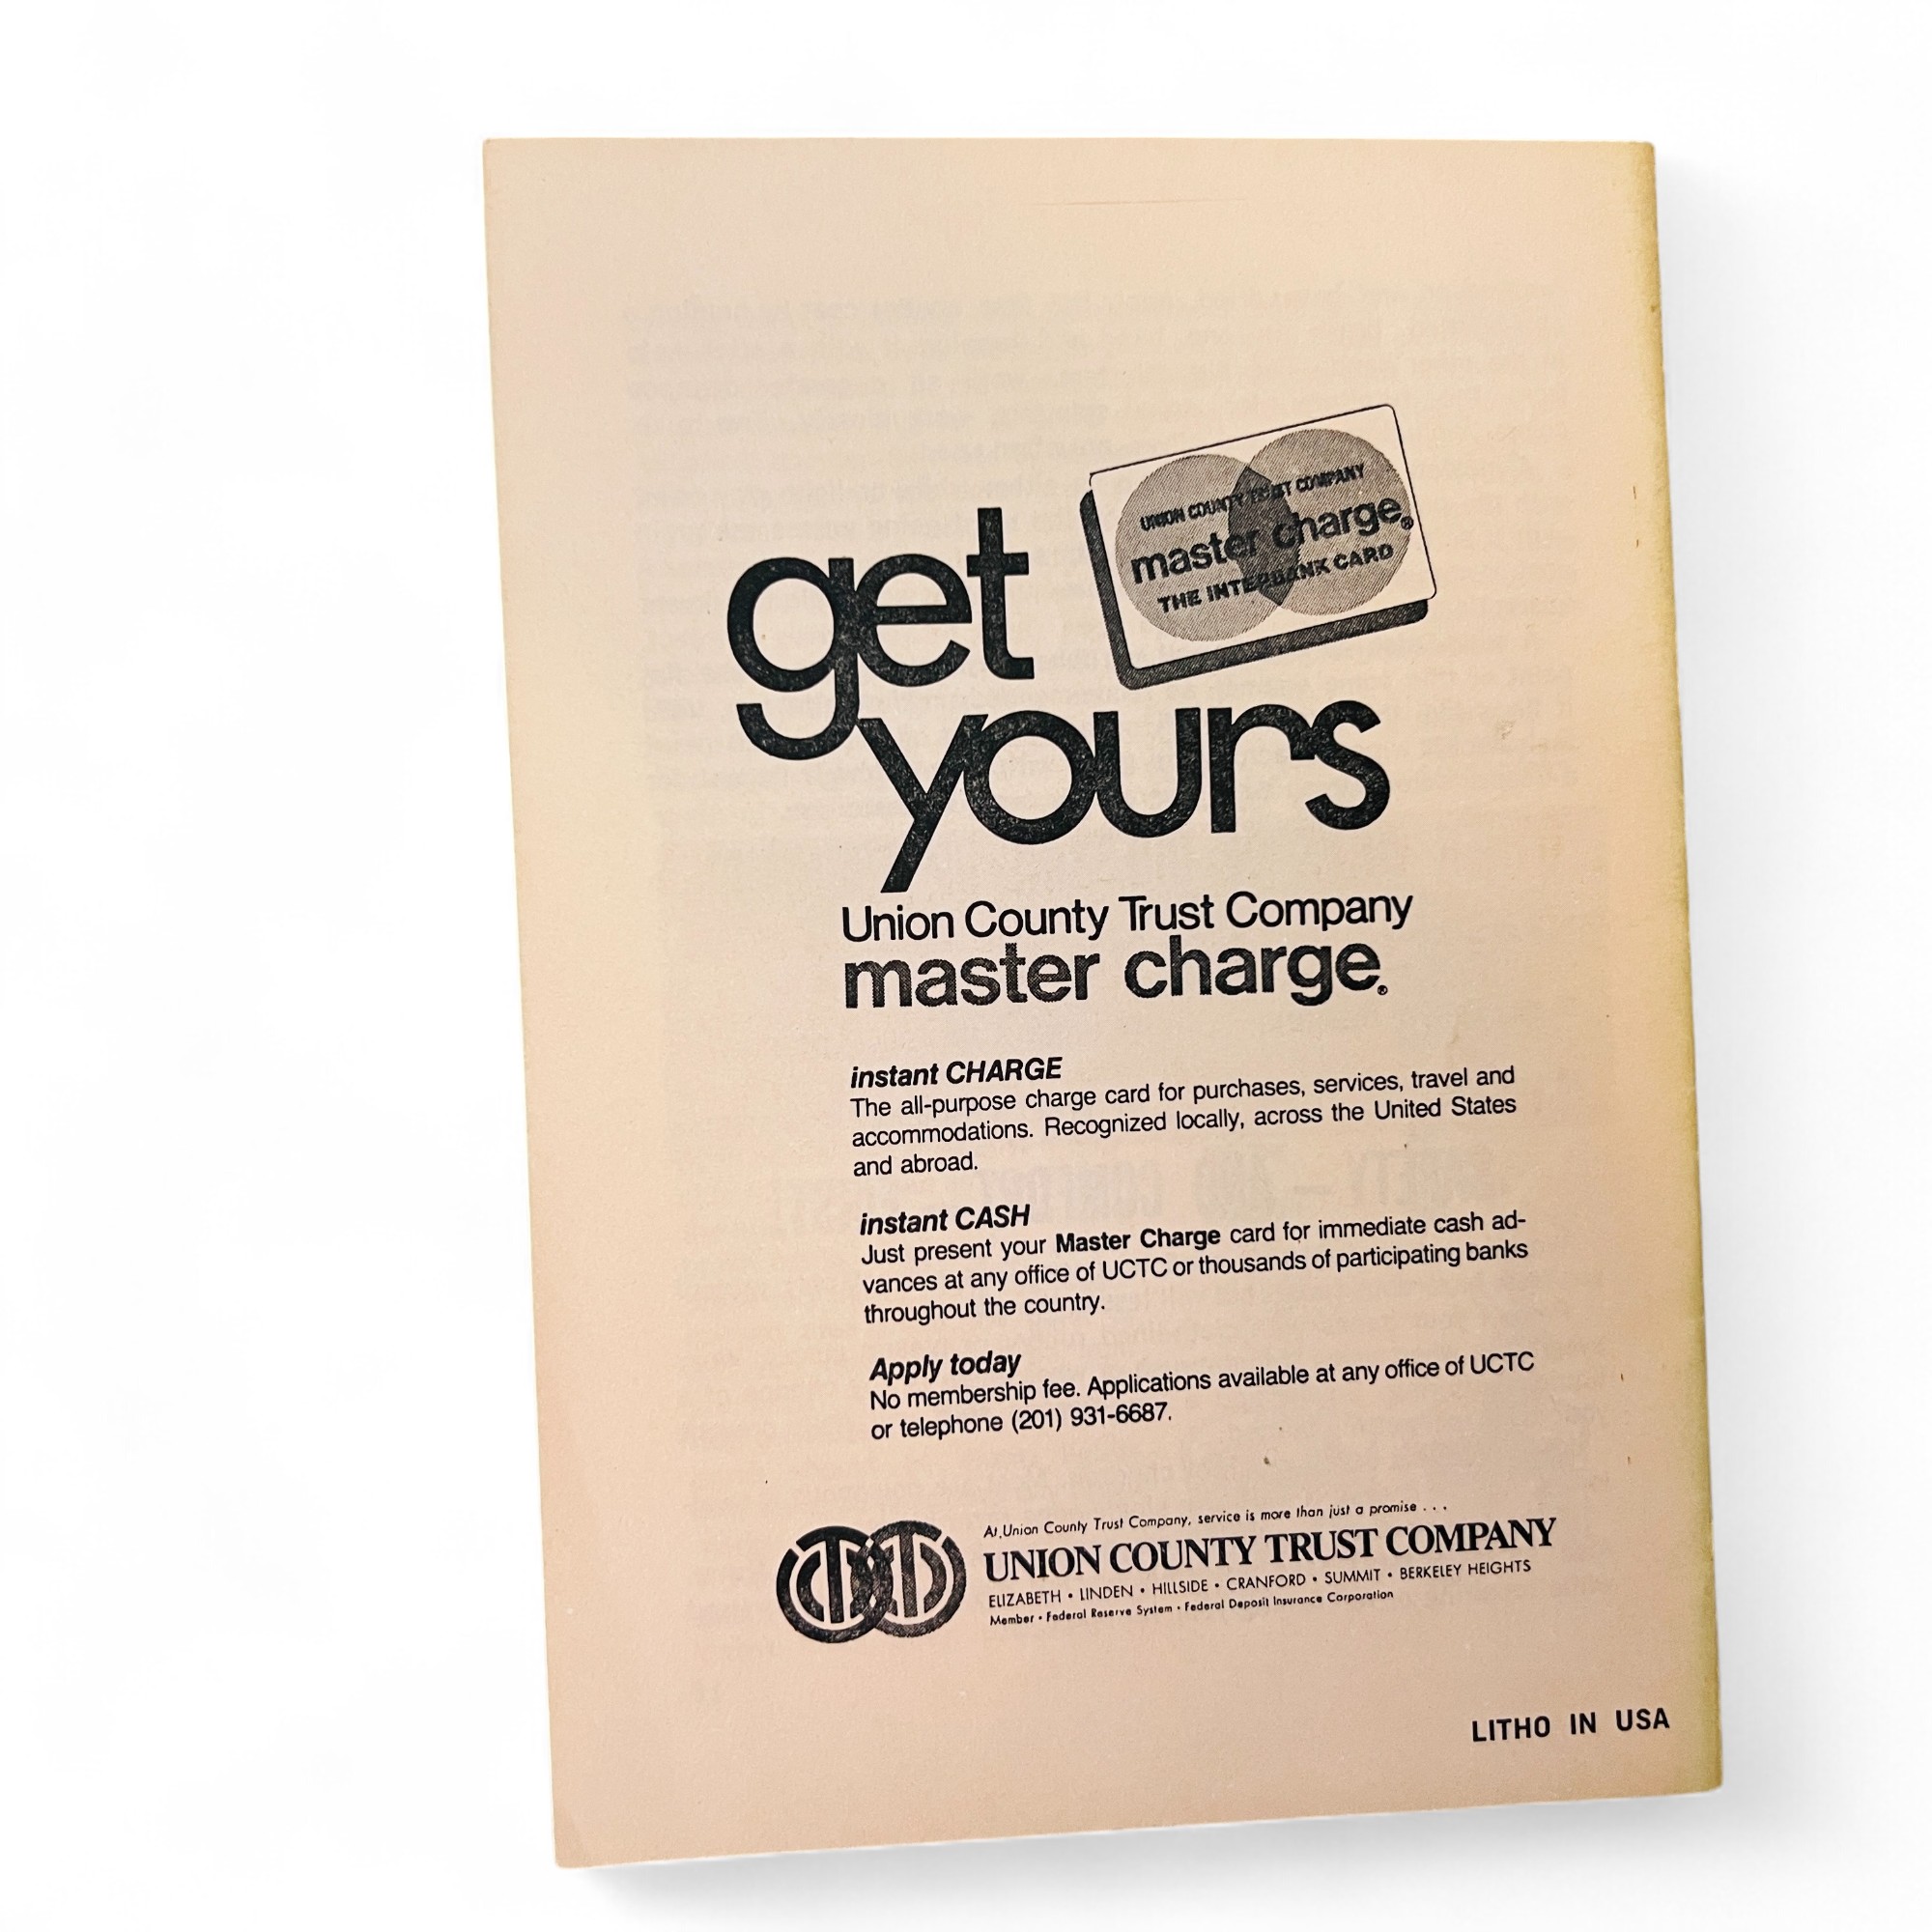 get
UNION COUNTY TRUST COMPANY
master charge®
THE INTERBANK CARD
yours
Union County Trust Company
master charge®
instant CHARGE
The all-purpose charge card for purchases, services, travel and
accommodations. Recognized locally, across the United States
and abroad.
instant CASH
Just present your Master Charge card for immediate cash ad-
vances at any office of UCTC or thousands of participating banks
throughout the country.
Apply today
No membership fee. Applications available at any office of UCTC
or telephone (201) 931-6687.
At Union County Trust Company, service is more than just a promise . . .
UNION COUNTY TRUST COMPANY
ELIZABETH • LINDEN • HILLSIDE • CRANFORD • SUMMIT • BERKELEY HEIGHTS
Member • Federal Reserve System • Federal Deposit Insurance Corporation
LITHO IN USA